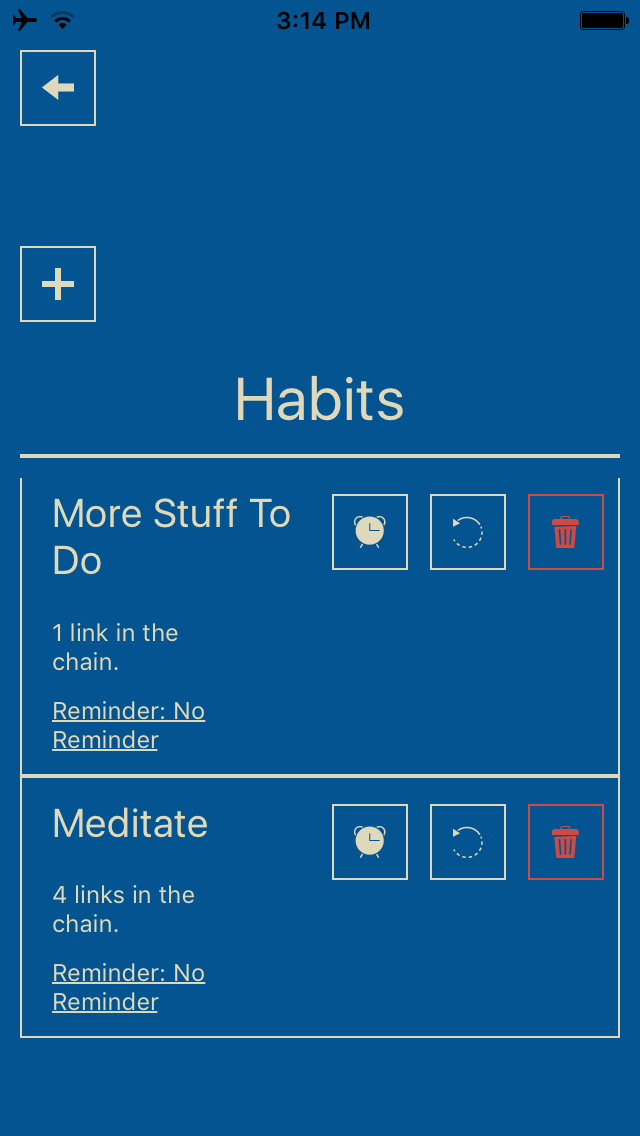 3:14 PM
Habits
More Stuff To
Do
1 link in the
chain.
Reminder: No
Reminder
Meditate
4 links in the
chain.
Reminder: No
Reminder